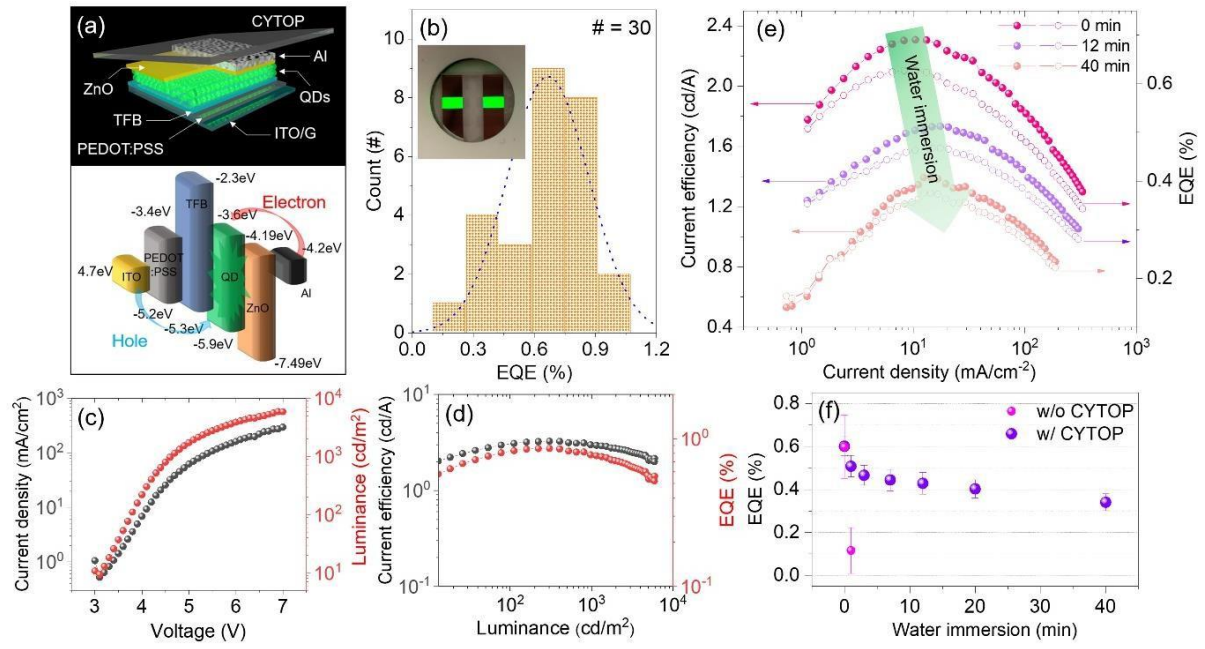 (a)
CYTOP
Al
ZnO
QDs
TFB
ITO/G
PEDOT:PSS
-2.3eV
TFB
Electron
-3.4eV
-3.6eV
-4.19eV
-4.2eV
4.7eV
ITO
PEDOT
:PSS
QD
ZnO
Al
-5.2eV
-5.3eV
Hole
-5.9eV
-7.49eV
(b)
# = 30
10
8
6
4
2
0
Count (#)
0.0 0.3 0.6 0.9 1.2
EQE (%)
(e)
0 min
12 min
40 min
Water immersion
2.4
2.0
1.6
1.2
0.8
0.4
Current efficiency (cd/A)
0.6
0.4
0.2
EQE (%)
10⁰ 10¹ 10² 10³
Current density (mA/cm⁻²)
(c)
10³
10²
10¹
10⁰
Current density (mA/cm²)
10⁴
10³
10²
10¹
Luminance (cd/m²)
3 4 5 6 7
Voltage (V)
(d)
10¹
10⁰
10⁻¹
Current efficiency (cd/A)
10⁰
10⁻¹
EQE (%)
10² 10³ 10⁴
Luminance (cd/m²)
(f)
w/o CYTOP
w/ CYTOP
0.8
0.6
0.4
0.2
0.0
EQE (%)
0 10 20 30 40
Water immersion (min)